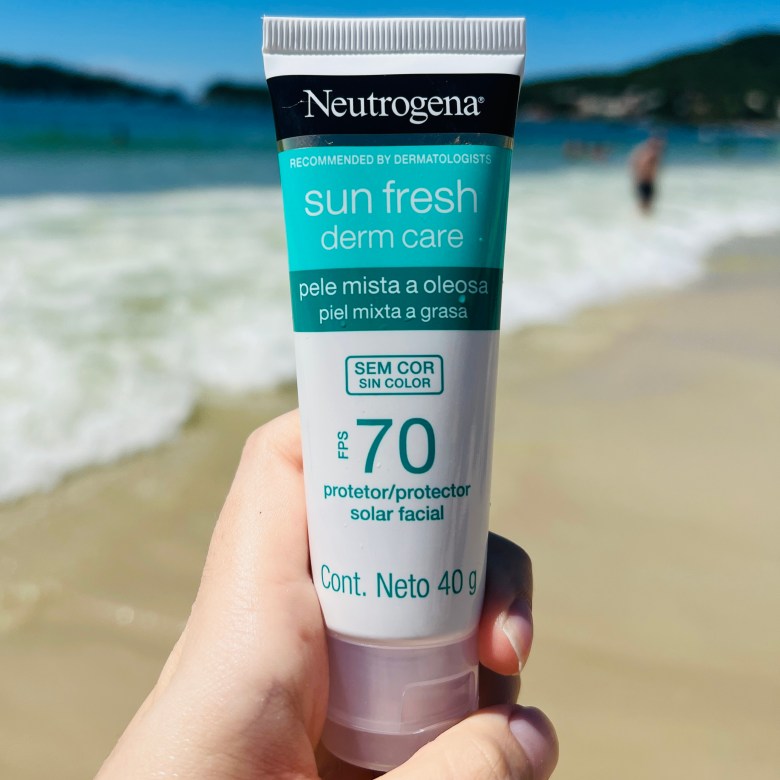 Neutrogena®
RECOMMENDED BY DERMATOLOGISTS
sun fresh
derm care
pele mista a oleosa
piel mixta a grasa
SEM COR
SIN COLOR
FPS 70
protetor/protector
solar facial
Cont. Neto 40 g